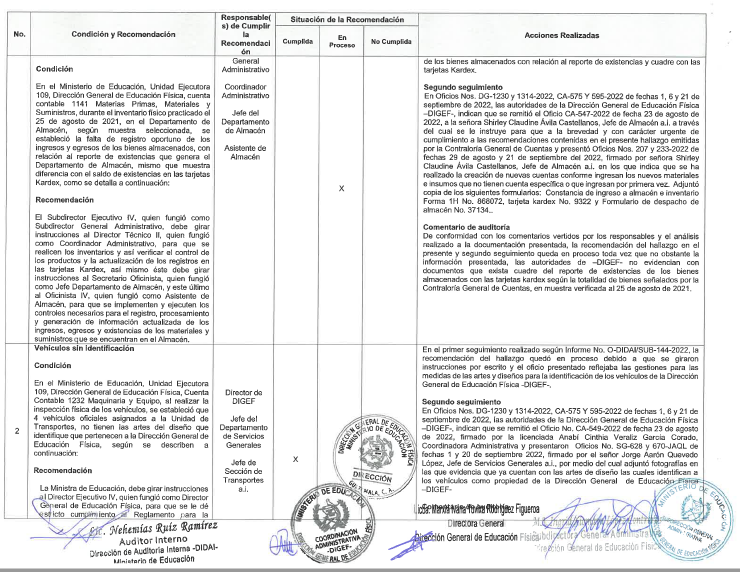 No.
Condición y Recomendación
Responsable(
s) de Cumplir
la
Recomendaci
ón
Situación de la Recomendación
Cumplida
En
Proceso
No Cumplida
Acciones Realizadas
Condición
En el Ministerio de Educación, Unidad Ejecutora
109, Dirección General de Educación Física, cuenta
contable 1141 Materias Primas, Materiales y
Suministros, durante el inventario físico practicado el
25 de agosto de 2021, en el Departamento de
Almacén, según muestra seleccionada, se
estableció la falta de registro oportuno de los
ingresos y egresos de los bienes almacenados, con
relación al reporte de existencias que genera el
Departamento de Almacén, mismo que muestra
diferencia con el saldo de existencias en las tarjetas
Kardex, como se detalla a continuación:
Recomendación
El Subdirector Ejecutivo IV, quien fungió como
Subdirector General Administrativo, debe girar
instrucciones al Director Técnico II, quien fungió
como Coordinador Administrativo, para que se
realicen los inventarios y así verificar el control de
los productos y la actualización de los registros en
las tarjetas Kardex, así mismo éste debe girar
instrucciones al Secretario Oficinista, quien fungió
como Jefe Departamento de Almacén, y este último
al Oficinista IV, quien fungió como Asistente de
Almacén, para que se implementen y ejecuten los
controles necesarios para el registro, procesamiento
y generación de información actualizada de los
ingresos, egresos y existencias de los materiales y
suministros que se encuentran en el Almacén.
General
Administrativo
Coordinador
Administrativo
Jefe del
Departamento
de Almacén
Asistente de
Almacén
X
de los bienes almacenados con relación al reporte de existencias y cuadre con las
tarjetas Kardex.
Segundo seguimiento
En Oficios Nos. DG-1230 y 1314-2022, CA-575 Y 595-2022 de fechas 1, 6 y 21 de
septiembre de 2022, las autoridades de la Dirección General de Educación Física
–DIGEF-, indican que se remitió el Oficio CA-547-2022 de fecha 23 de agosto de
2022, a la señora Shirley Claudine Ávila Castellanos, Jefe de Almacén a.i. a través
del cual se le instruye para que a la brevedad y con carácter urgente de
cumplimiento a las recomendaciones contenidas en el presente hallazgo emitidas
por la Contraloría General de Cuentas y presentó Oficios Nos. 207 y 233-2022 de
fechas 29 de agosto y 21 de septiembre del 2022, firmado por señora Shirley
Claudine Ávila Castellanos, Jefe de Almacén a.i. en los que indica que se ha
realizado la creación de nuevas cuentas conforme ingresan los nuevos materiales
e insumos que no tienen cuenta específica o que ingresan por primera vez. Adjuntó
copia de los siguientes formularios: Constancia de ingreso a almacén e inventario
Forma 1H No. 868072, tarjeta kardex No. 9322 y Formulario de despacho de
almacén No. 37134..
Comentario de auditoría
De conformidad con los comentarios vertidos por los responsables y el análisis
realizado a la documentación presentada, la recomendación del hallazgo en el
presente y segundo seguimiento queda en proceso toda vez que no obstante la
información presentada, las autoridades de –DIGEF- no evidencian con
documentos que exista cuadre del reporte de existencias de los bienes
almacenados con las tarjetas kardex según la totalidad de bienes señalados por la
Contraloría General de Cuentas, en muestra verificada al 25 de agosto de 2021.
2
Vehículos sin identificación
Condición
En el Ministerio de Educación, Unidad Ejecutora
109, Dirección General de Educación Física, Cuenta
Contable 1232 Maquinaria y Equipo, al realizar la
inspección física de los vehículos, se estableció que
4 vehículos oficiales asignados a la Unidad de
Transportes, no tienen las artes del diseño que
identifique que pertenecen a la Dirección General de
Educación Física, según se describen a
continuación:
Recomendación
La Ministra de Educación, debe girar instrucciones
al Director Ejecutivo IV, quien fungió como Director
General de Educación Física, para que se le dé
estricto cumplimiento al Reglamento para la
Director de
DIGEF
Jefe del
Departamento
de Servicios
Generales
Jefe de
Sección de
Transportes
a.i.
X
En el primer seguimiento realizado según Informe No. O-DIDAI/SUB-144-2022, la
recomendación del hallazgo quedó en proceso debido a que se giraron
instrucciones por escrito y el oficio presentado reflejaba las gestiones para las
medidas de las artes y diseños para la identificación de los vehículos de la Dirección
General de Educación Física -DIGEF-.
Segundo seguimiento
En Oficios Nos. DG-1230 y 1314-2022, CA-575 Y 595-2022 de fechas 1, 6 y 21 de
septiembre de 2022, las autoridades de la Dirección General de Educación Física
–DIGEF-, indican que se remitió el Oficio No. CA-549-2022 de fecha 23 de agosto
de 2022, firmado por la licenciada Anabí Cinthia Veraliz García Corado,
Coordinadora Administrativa y presentaron Oficios No. SG-628 y 670-JAQL de
fechas 1 y 20 de septiembre 2022, firmado por el señor Jorge Aarón Quevedo
López, Jefe de Servicios Generales a.i., por medio del cual adjuntó fotografías en
las que evidencia que ya cuentan con las artes de diseño las cuales identifican a
los vehículos como propiedad de la Dirección General de Educación Física
–DIGEF-
Lic. Nehemías Ruiz Ramírez
Auditor Interno
Dirección de Auditoria Interna -DIDAI-
Ministerio de Educación
DIRECCIÓN
MINISTERIO DE EDUCACIÓN
COORDINACIÓN
ADMINISTRATIVA
-DIGEF-
Directora General
Dirección General de Educación Física
Subdirectora General Administrativa
Dirección General de Educación Física